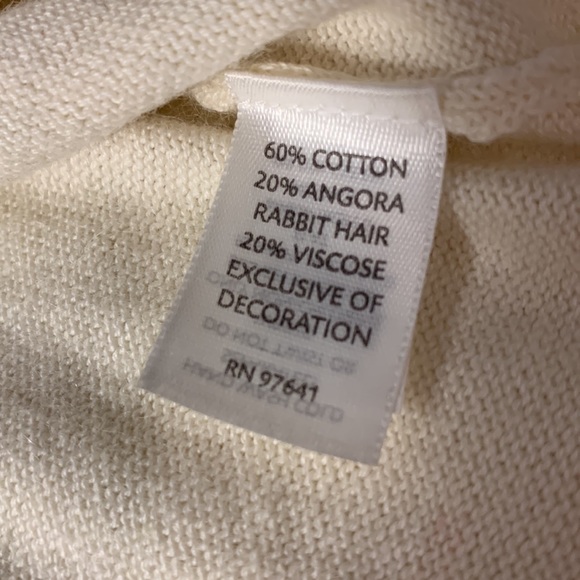 60% COTTON
20% ANGORA
RABBIT HAIR
20% VISCOSE
EXCLUSIVE OF
DECORATION
RN 97641